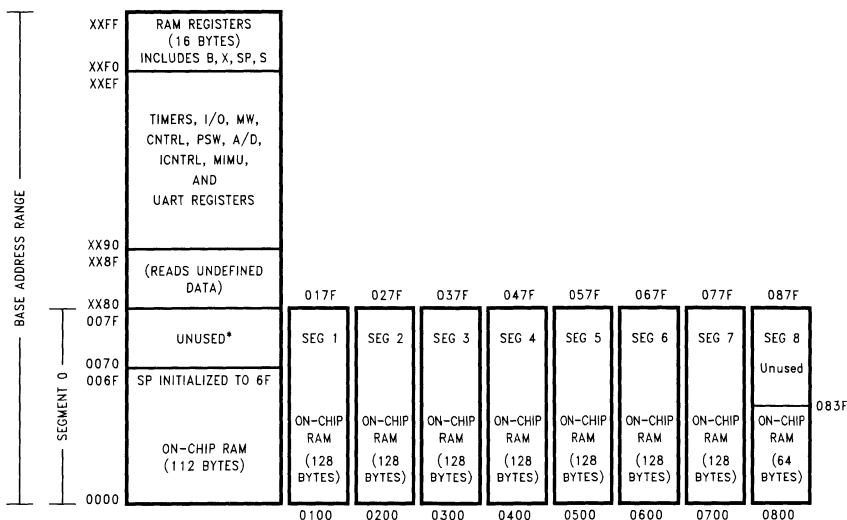 XXFF
RAM REGISTERS
(16 BYTES)
INCLUDES B, X, SP, S
XXF0
XXEF
TIMERS, I/O, MW,
CNTRL, PSW, A/D,
ICNTRL, MIMU,
AND
UART REGISTERS
BASE ADDRESS RANGE
XX90
XX8F
(READS UNDEFINED
DATA)
XX80
017F 027F 037F 047F 057F 067F 077F 087F
007F
UNUSED*
SEG 1 SEG 2 SEG 3 SEG 4 SEG 5 SEG 6 SEG 7 SEG 8
Unused
SEGMENT 0
0070
006F
SP INITIALIZED TO 6F
083F
ON-CHIP RAM
(112 BYTES)
ON-CHIP
RAM
(128
BYTES)
ON-CHIP
RAM
(128
BYTES)
ON-CHIP
RAM
(128
BYTES)
ON-CHIP
RAM
(128
BYTES)
ON-CHIP
RAM
(128
BYTES)
ON-CHIP
RAM
(128
BYTES)
ON-CHIP
RAM
(128
BYTES)
ON-CHIP
RAM
(64
BYTES)
0000
0100 0200 0300 0400 0500 0600 0700 0800